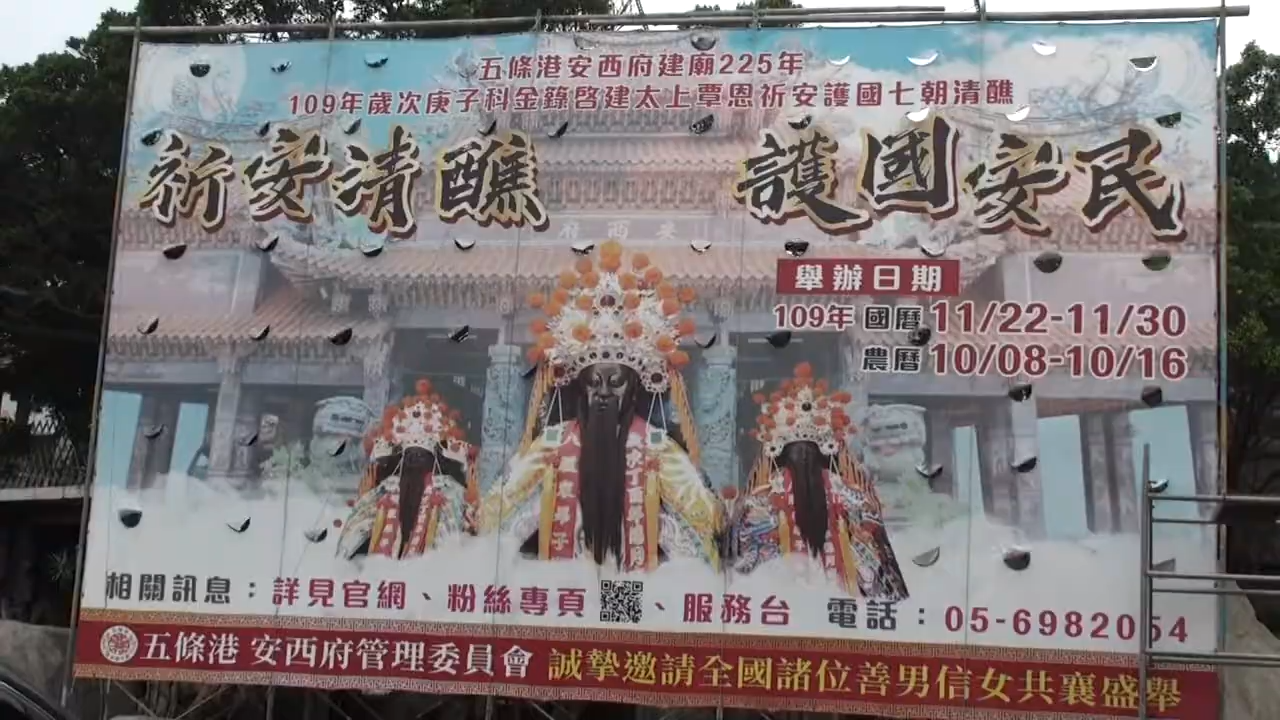 五條港安西府建廟225年
109年歲次庚子科金籙啓建太上覃恩祈安護國七朝清醮
祈安清醮 護國安民
安西府
舉辦日期
109年 國曆 11/22-11/30
農曆 10/08-10/16
相關訊息：詳見官網、粉絲專頁、服務台 電話：05-6982054
五條港 安西府管理委員會 誠摯邀請全國諸位善男信女共襄盛舉